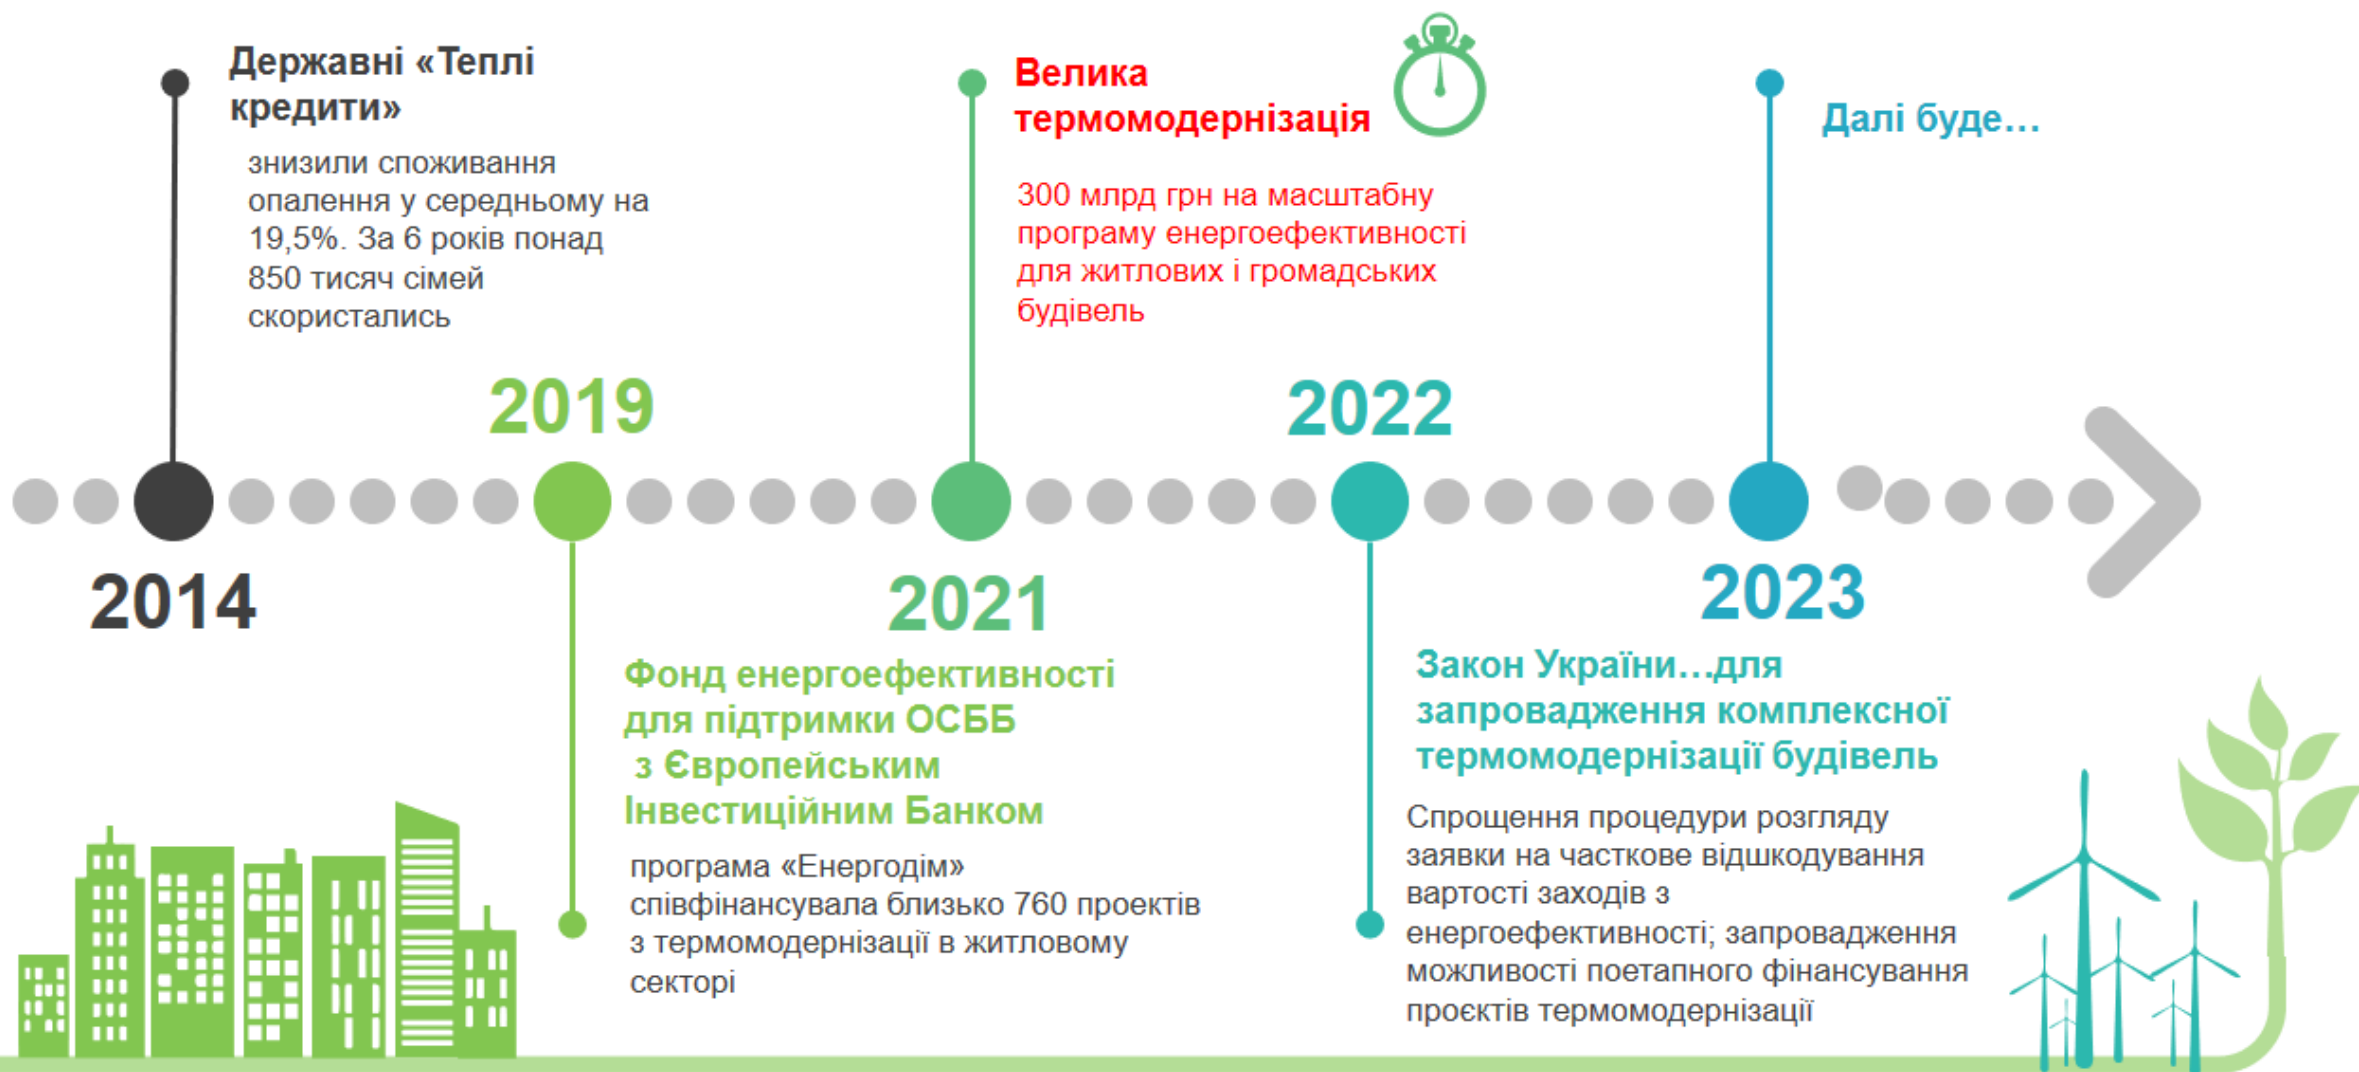 Державні «Теплі
кредити»
знизили споживання
опалення у середньому на
19,5%. За 6 років понад
850 тисяч сімей
скористались
2014
2019
Фонд енергоефективності
для підтримки ОСББ
з Європейським
Інвестиційним Банком
програма «Енергодім»
співфінансувала близько 760 проектів
з термомодернізації в житловому
секторі
Велика
термомодернізація
300 млрд грн на масштабну
програму енергоефективності
для житлових і громадських
будівель
2021
2022
Закон України...для
запровадження комплексної
термомодернізації будівель
Спрощення процедури розгляду
заявки на часткове відшкодування
вартості заходів з
енергоефективності; запровадження
можливості поетапного фінансування
проєктів термомодернізації
Далі буде...
2023